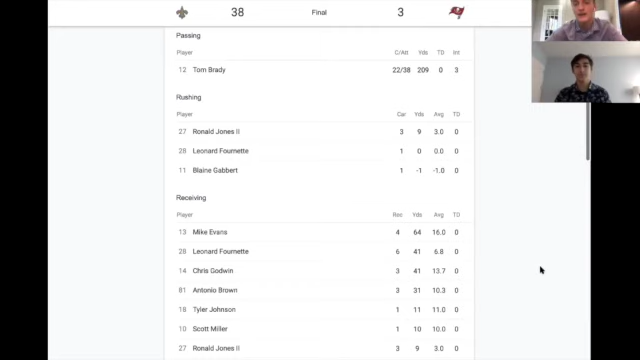 38 Final 3
Passing
Player C/Att Yds TD Int
12 Tom Brady 22/38 209 0 3
Rushing
Player Car Yds Avg TD
27 Ronald Jones II 3 9 3.0 0
28 Leonard Fournette 1 0 0.0 0
11 Blaine Gabbert 1 -1 -1.0 0
Receiving
Player Rec Yds Avg TD
13 Mike Evans 4 64 16.0 0
28 Leonard Fournette 6 41 6.8 0
14 Chris Godwin 3 41 13.7 0
81 Antonio Brown 3 31 10.3 0
18 Tyler Johnson 1 11 11.0 0
10 Scott Miller 1 10 10.0 0
27 Ronald Jones II 3 9 3.0 0